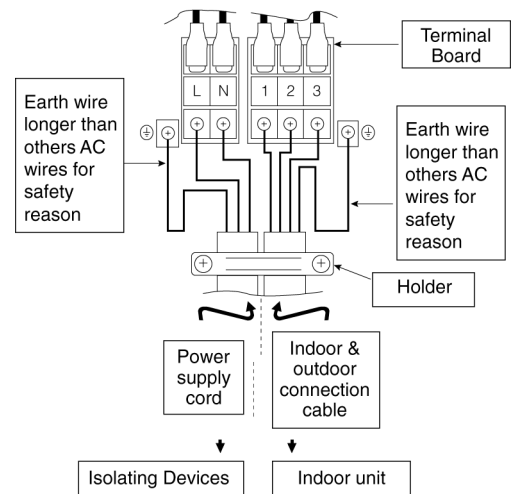 Terminal
Board
L N 1 2 3
Earth wire
longer than
others AC
wires for
safety
reason
Earth wire
longer than
others AC
wires for
safety
reason
Holder
Power
supply
cord
Indoor &
outdoor
connection
cable
Isolating Devices
Indoor unit